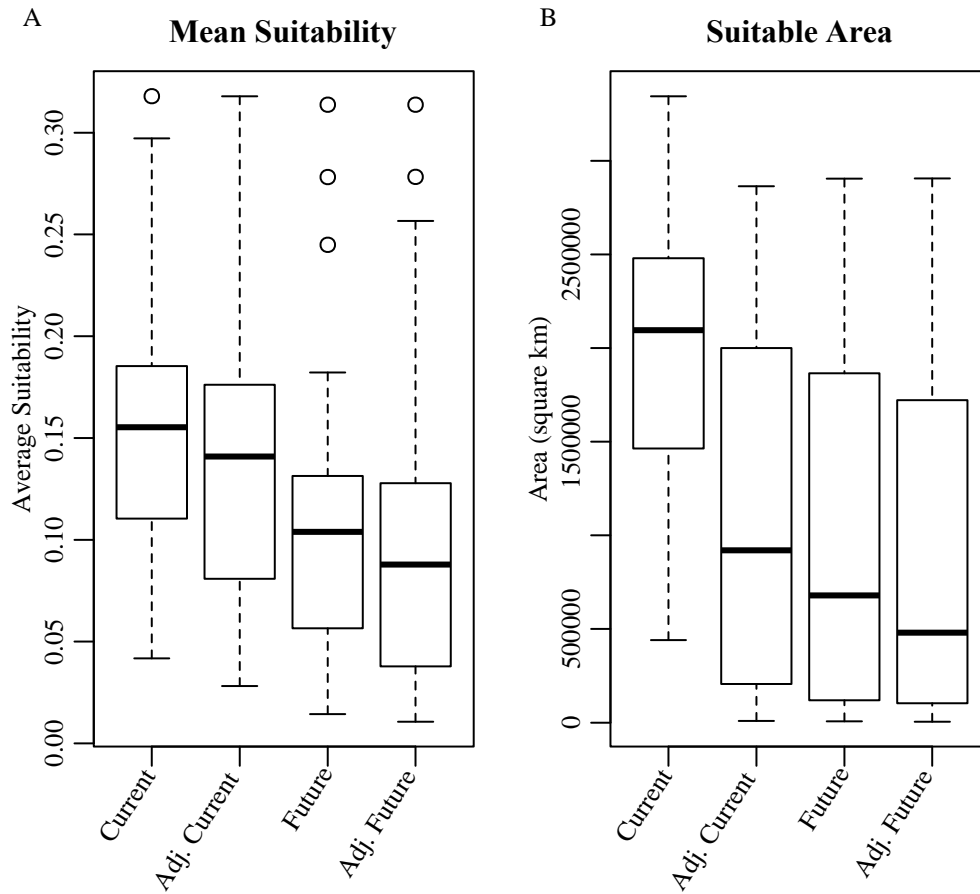 A
Mean Suitability
Average Suitability
0.30
0.25
0.20
0.15
0.10
0.05
0.00
Current
Adj. Current
Future
Adj. Future
B
Suitable Area
Area (square km)
2500000
1500000
500000
0
Current
Adj. Current
Future
Adj. Future